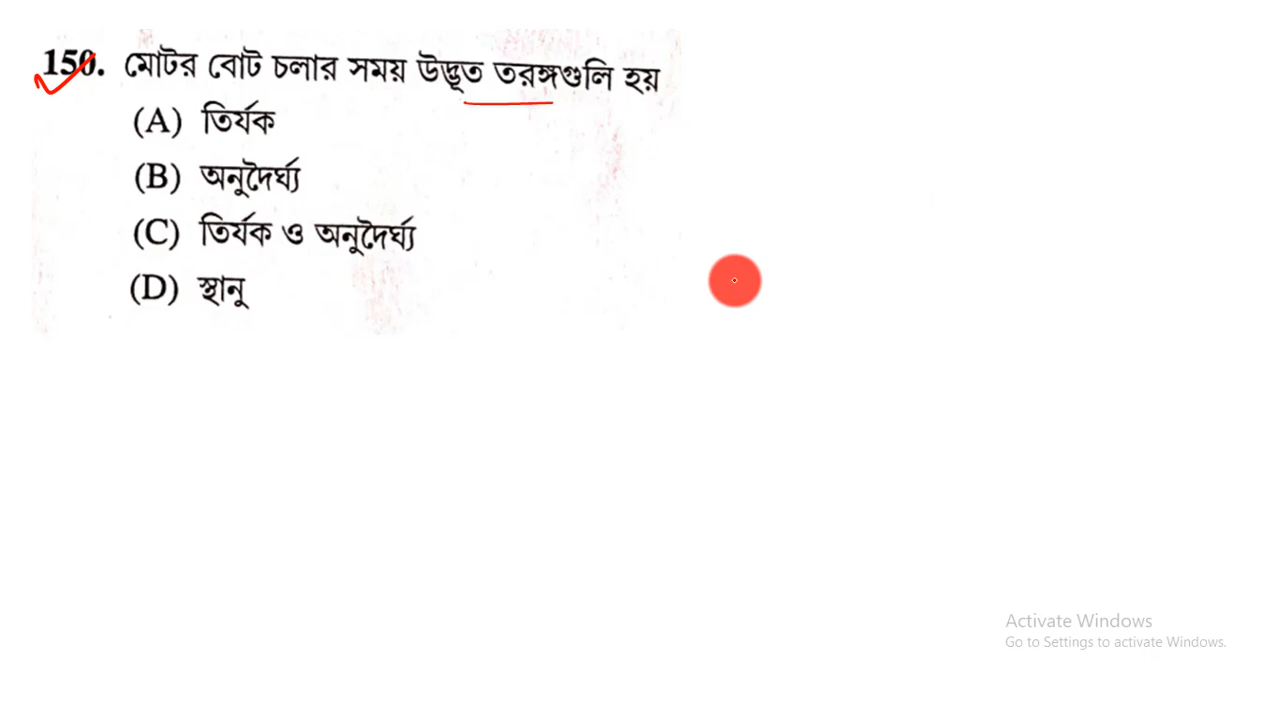 150. মোটর বোট চলার সময় উদ্ভূত তরঙ্গগুলি হয়
(A) তির্যক
(B) অনুদৈর্ঘ্য
(C) তির্যক ও অনুদৈর্ঘ্য
(D) স্থানু
Activate Windows
Go to Settings to activate Windows.